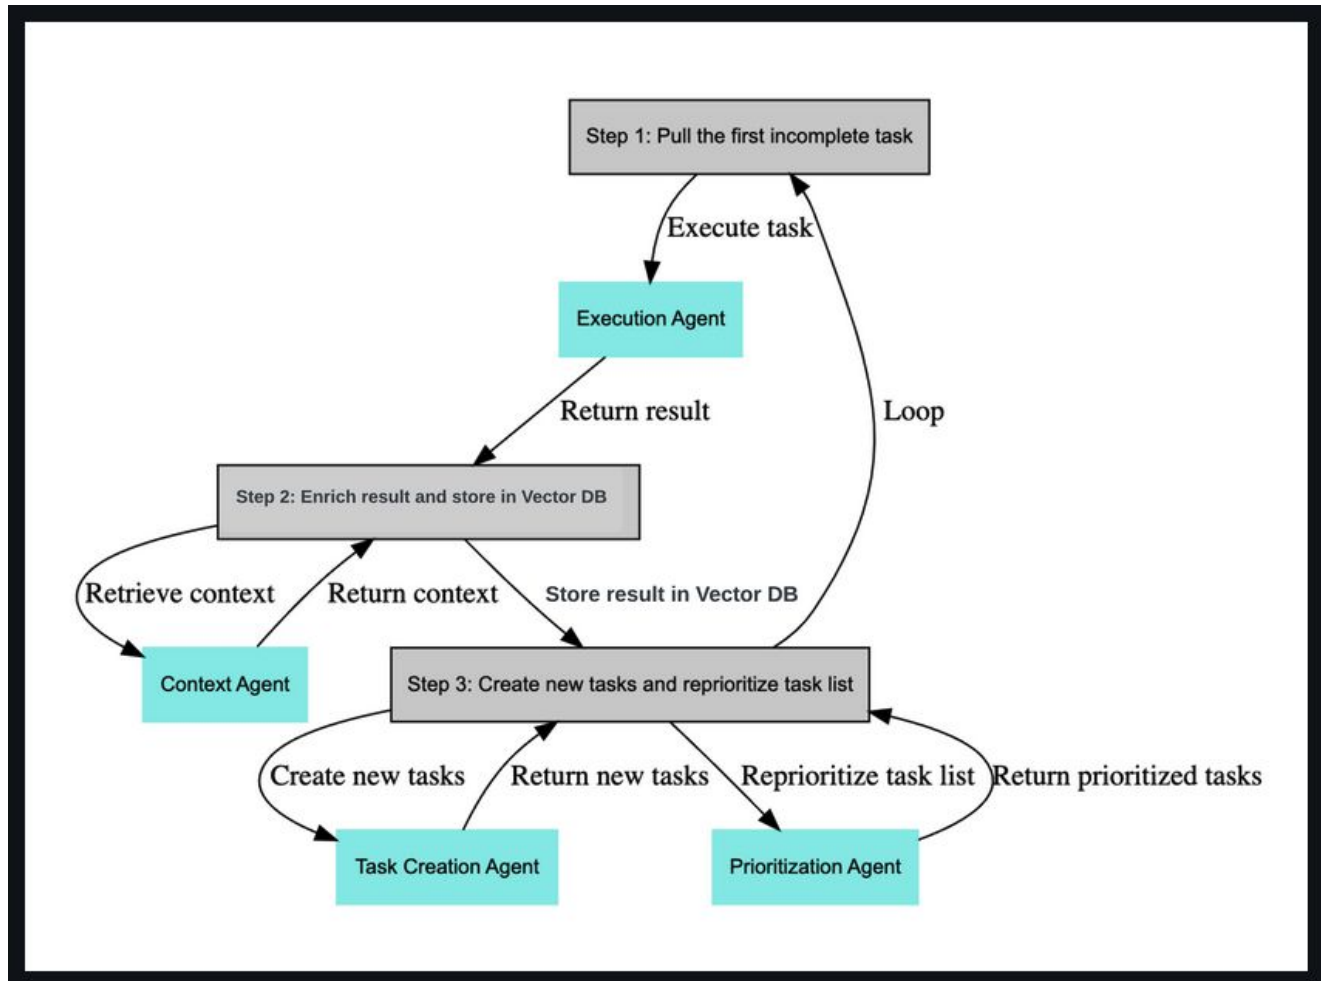 Step 1: Pull the first incomplete task
Execute task
Execution Agent
Return result
Loop
Step 2: Enrich result and store in Vector DB
Retrieve context
Return context
Store result in Vector DB
Context Agent
Step 3: Create new tasks and reprioritize task list
Create new tasks
Return new tasks
Reprioritize task list
Return prioritized tasks
Task Creation Agent
Prioritization Agent